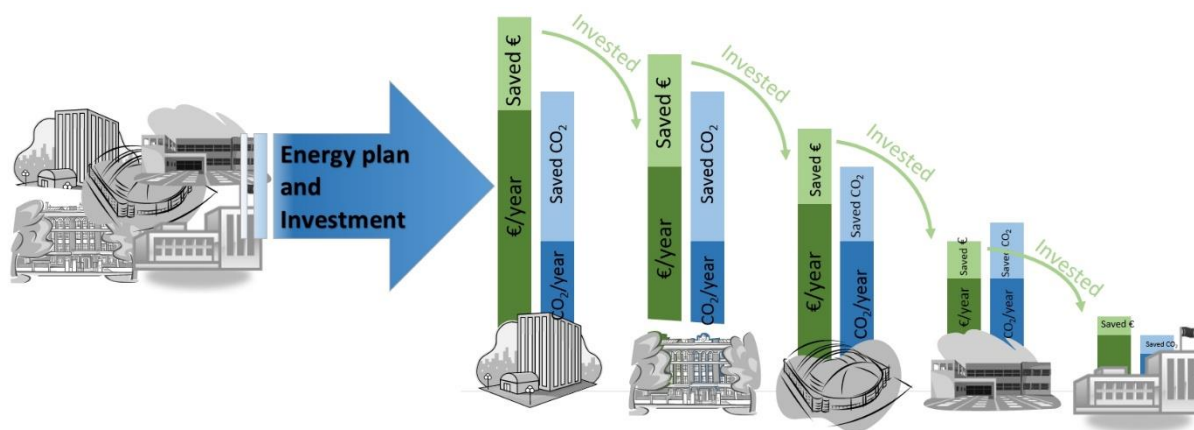 Energy plan
and
Investment
Saved €
€/year
Saved CO₂
CO₂/year
Invested
Saved €
€/year
Saved CO₂
CO₂/year
Invested
Saved €
€/year
Saved CO₂
CO₂/year
Invested
Saved €
€/year
Saved CO₂
CO₂/year
Invested
Saved €
Saved CO₂